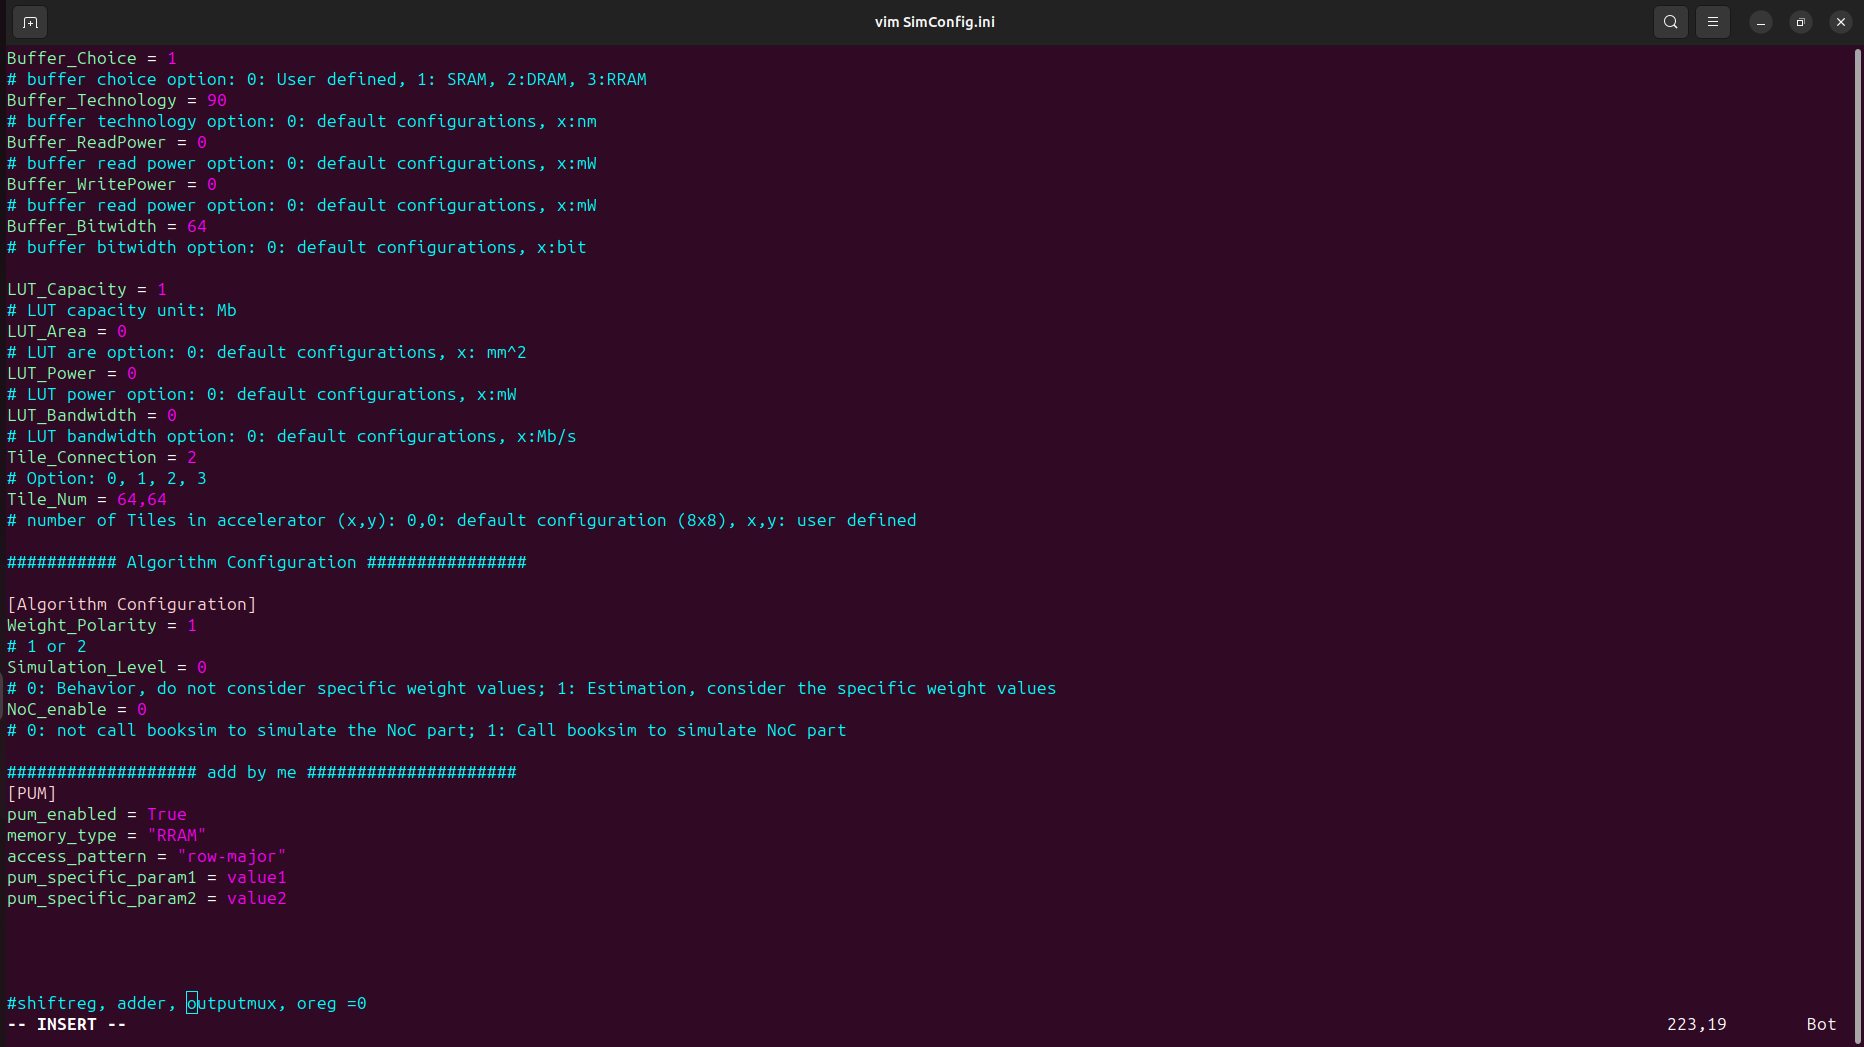 vim SimConfig.ini
Buffer_Choice = 1
# buffer choice option: 0: User defined, 1: SRAM, 2:DRAM, 3:RRAM
Buffer_Technology = 90
# buffer technology option: 0: default configurations, x:nm
Buffer_ReadPower = 0
# buffer read power option: 0: default configurations, x:mW
Buffer_WritePower = 0
# buffer read power option: 0: default configurations, x:mW
Buffer_Bitwidth = 64
# buffer bitwidth option: 0: default configurations, x:bit
LUT_Capacity = 1
# LUT capacity unit: Mb
LUT_Area = 0
# LUT are option: 0: default configurations, x: mm^2
LUT_Power = 0
# LUT power option: 0: default configurations, x:mW
LUT_Bandwidth = 0
# LUT bandwidth option: 0: default configurations, x:Mb/s
Tile_Connection = 2
# Option: 0, 1, 2, 3
Tile_Num = 64,64
# number of Tiles in accelerator (x,y): 0,0: default configuration (8x8), x,y: user defined
########### Algorithm Configuration ################
[Algorithm Configuration]
Weight_Polarity = 1
# 1 or 2
Simulation_Level = 0
# 0: Behavior, do not consider specific weight values; 1: Estimation, consider the specific weight values
NoC_enable = 0
# 0: not call booksim to simulate the NoC part; 1: Call booksim to simulate NoC part
################### add by me #####################
[PUM]
pum_enabled = True
memory_type = "RRAM"
access_pattern = "row-major"
pum_specific_param1 = value1
pum_specific_param2 = value2
#shiftreg, adder, outputmux, oreg =0
-- INSERT -- 223,19 Bot